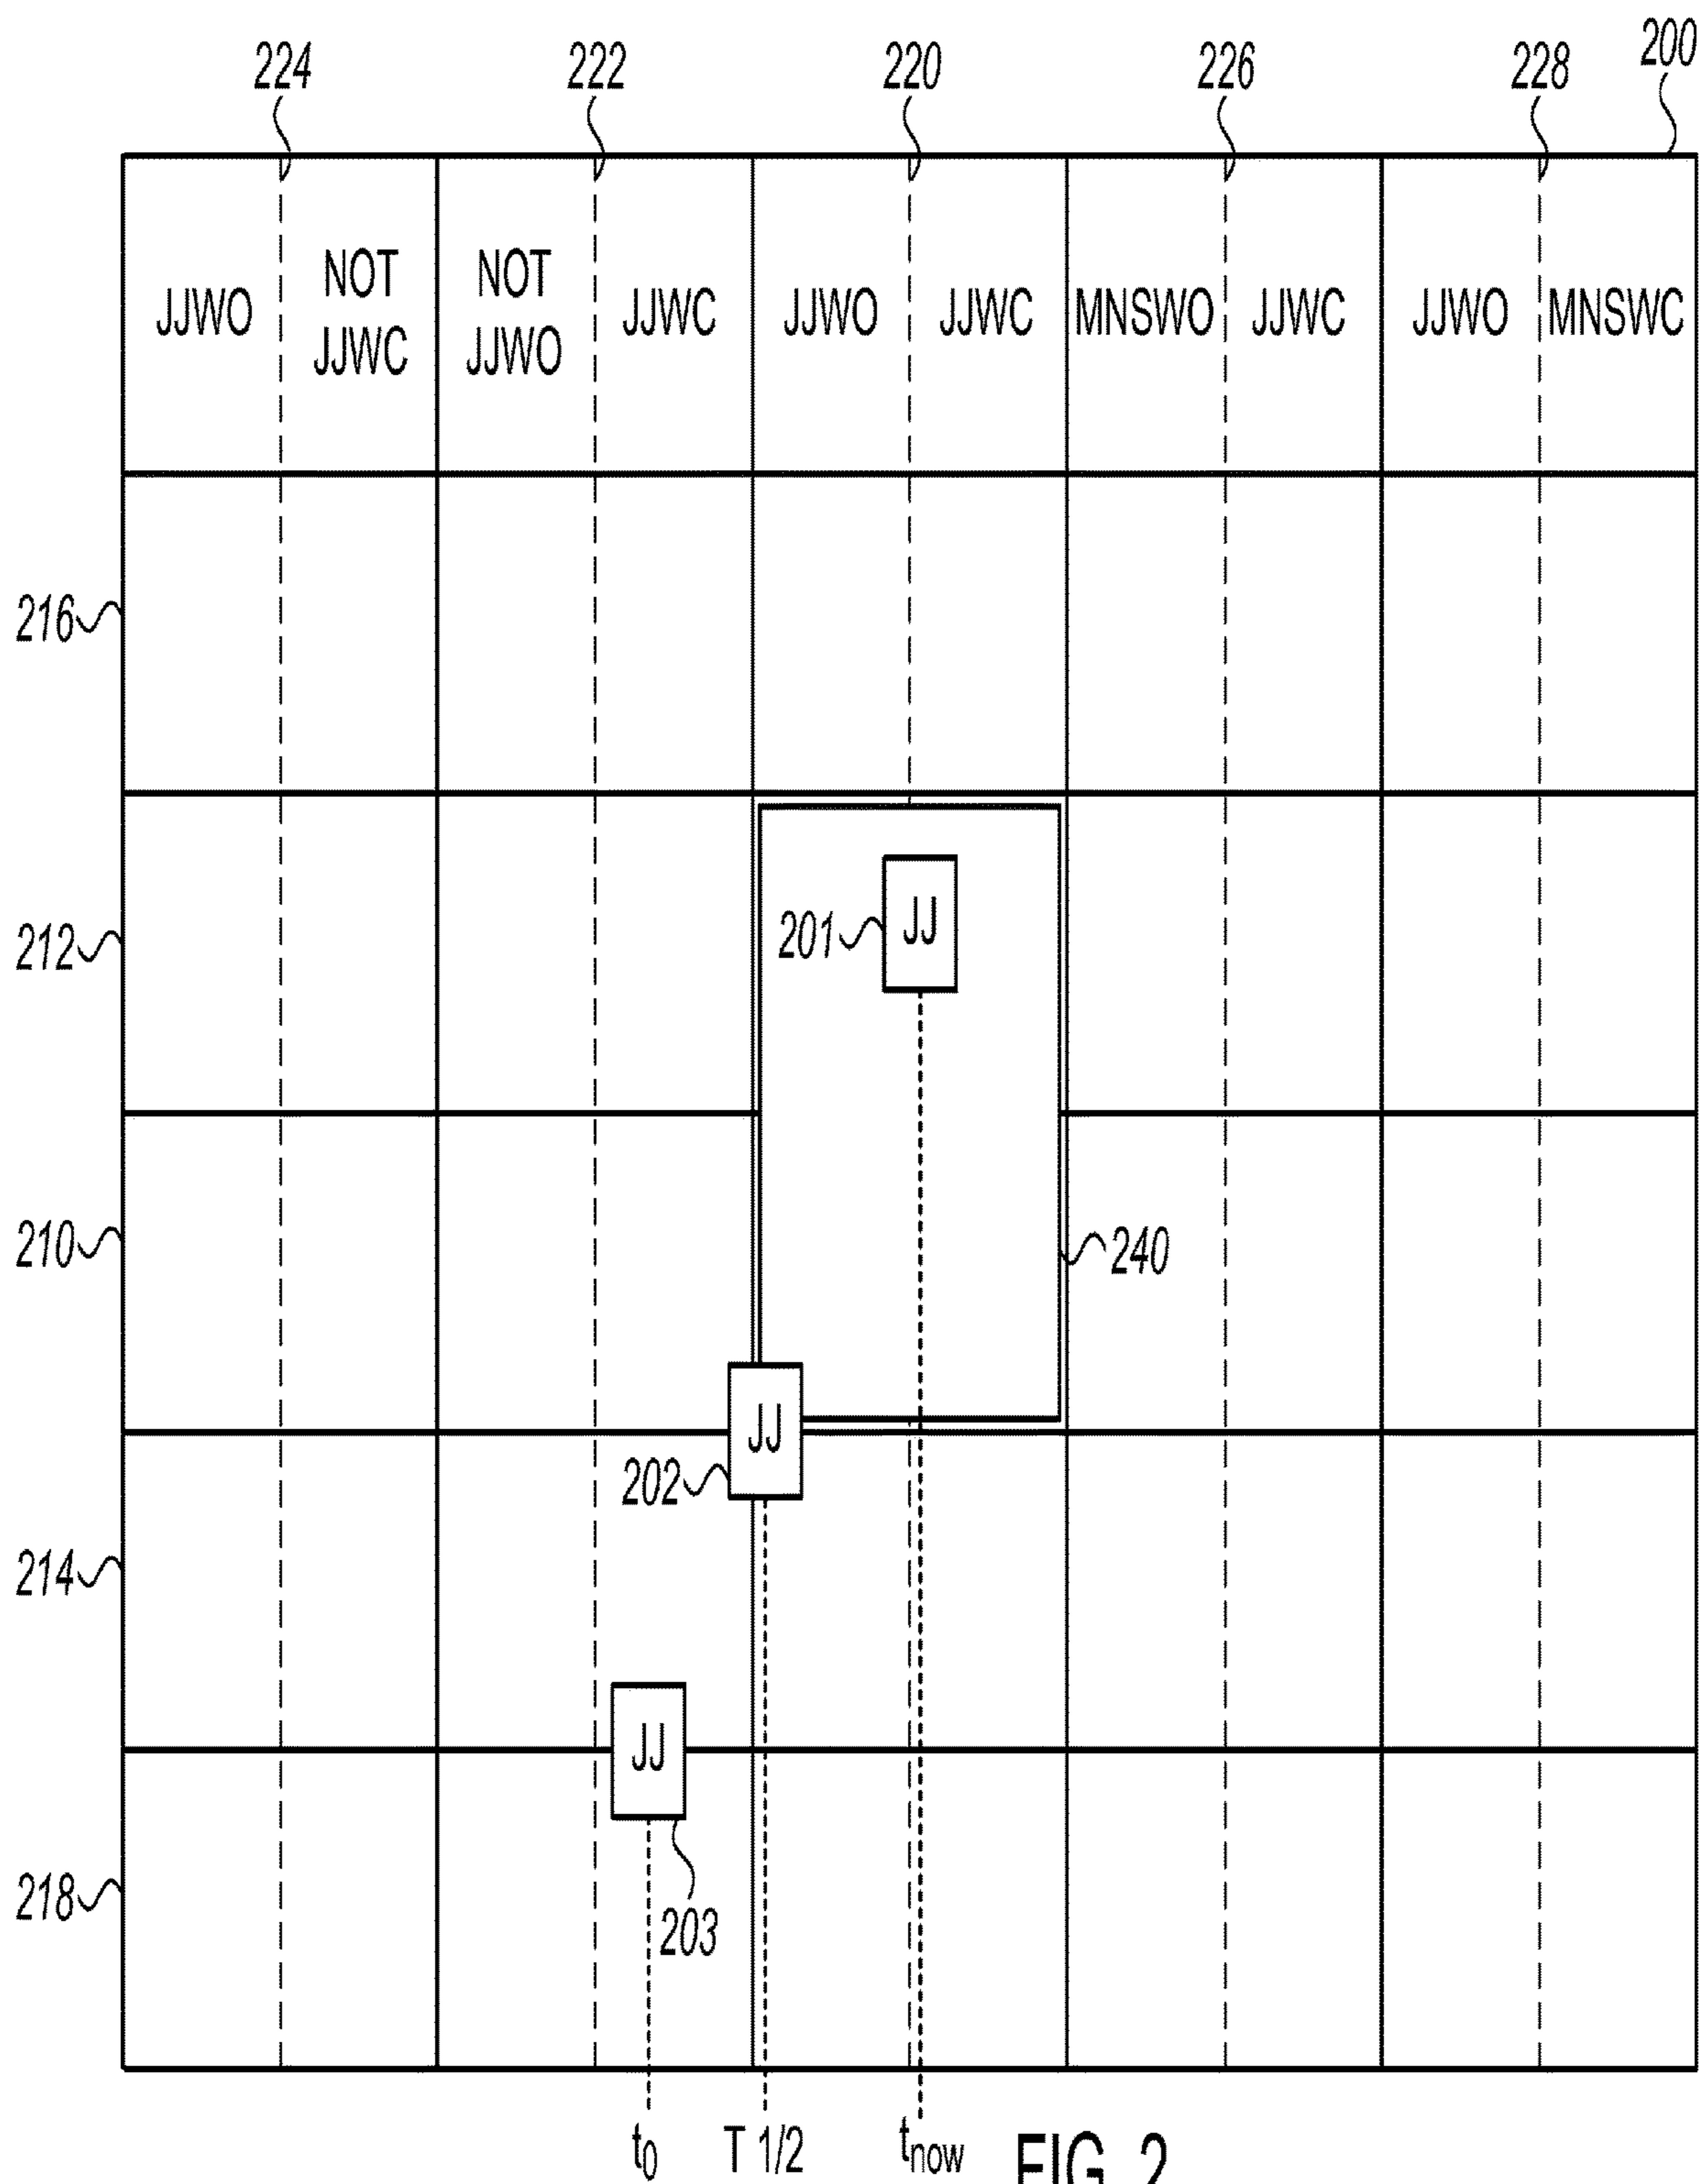 224 222 220 226 228 200
JJWO NOT JJWC NOT JJWO JJWC JJWO JJWC MNSWO JJWC JJWO MNSWC
216
212
201 JJ
210
240
JJ
202
214
JJ
218
203
t0 T 1/2 tnow FIG. 2